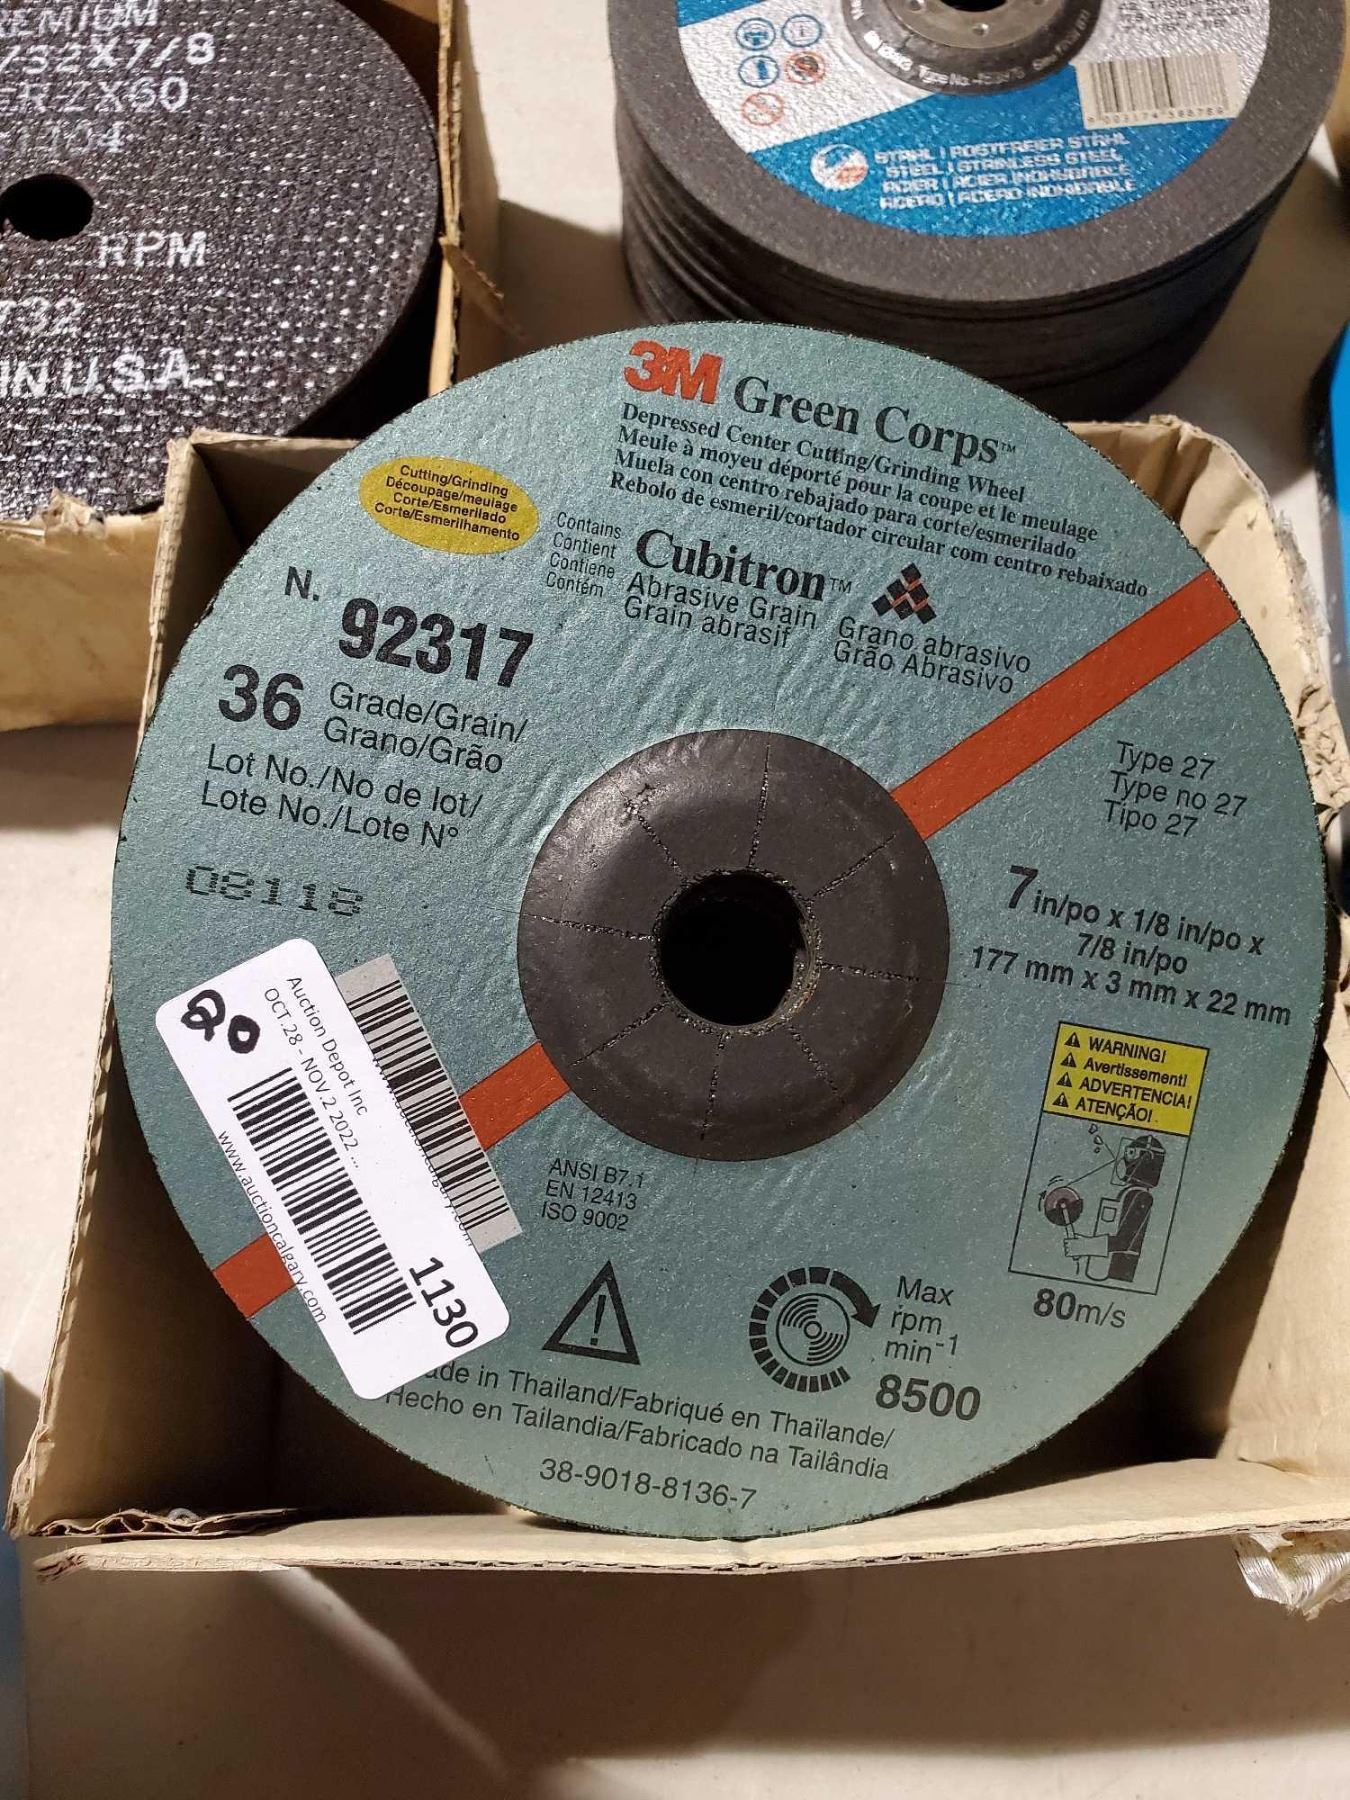 /32X7/8
RPM
U.S.A.
STAHL | ROSTFREIER STAHL
STEEL | STAINLESS STEEL
ACIER | ACIER INOXYDABLE
ACERO | ACERO INOXIDABLE
3M Green Corps™
Depressed Center Cutting/Grinding Wheel
Meule à moyeu déporté pour la coupe et le meulage
Muela con centro rebajado para corte/esmerilado
Rebolo de esmeril/cortador circular com centro rebaixado
Cutting/Grinding
Découpage/meulage
Corte/Esmerilado
Corte/Esmerilhamento
Contains
Contient
Contiene
Contém
Cubitron™
Abrasive Grain
Grain abrasif
Grano abrasivo
Grão Abrasivo
N. 92317
36 Grade/Grain/
Grano/Grão
Lot No./No de lot/
Lote No./Lote N°
08118
Type 27
Type no 27
Tipo 27
7 in/po x 1/8 in/po x
7/8 in/po
177 mm x 3 mm x 22 mm
WARNING!
Avertissement!
ADVERTENCIA!
ATENÇÃO!
80m/s
20
Auction Depot Inc
OCT 28 - NOV 2 2022 ...
www.auctioncalgary.com
1130
ANSI B7.1
EN 12413
ISO 9002
Max
rpm
min-1
8500
ade in Thailand/Fabriqué en Thaïlande/
Hecho en Tailandia/Fabricado na Tailândia
38-9018-8136-7